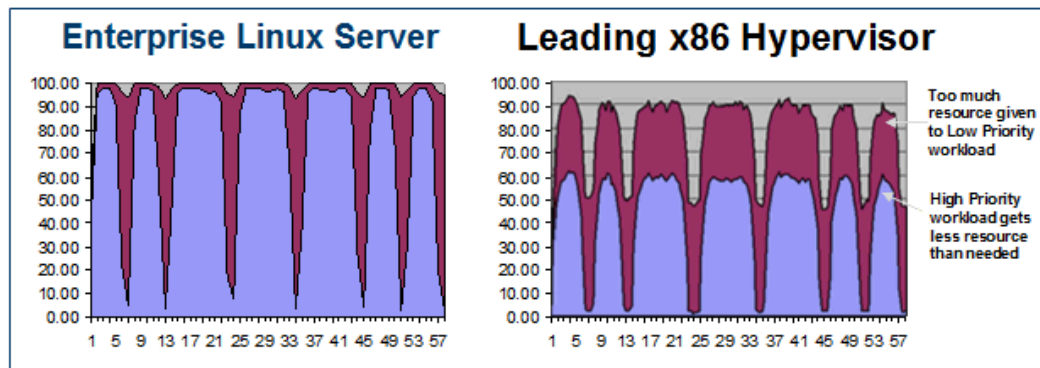 Enterprise Linux Server
100.00
90.00
80.00
70.00
60.00
50.00
40.00
30.00
20.00
10.00
0.00
1 5 9 13 17 21 25 29 33 37 41 45 49 53 57
Leading x86 Hypervisor
100.00
90.00
80.00
70.00
60.00
50.00
40.00
30.00
20.00
10.00
0.00
1 5 9 13 17 21 25 29 33 37 41 45 49 53 57
Too much
resource given
to Low Priority
workload
High Priority
workload gets
less resource
than needed